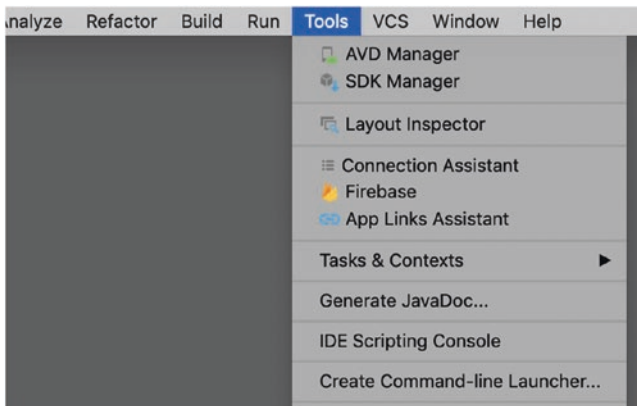 Analyze Refactor Build Run Tools VCS Window Help
AVD Manager
SDK Manager
Layout Inspector
Connection Assistant
Firebase
App Links Assistant
Tasks & Contexts
Generate JavaDoc...
IDE Scripting Console
Create Command-line Launcher...